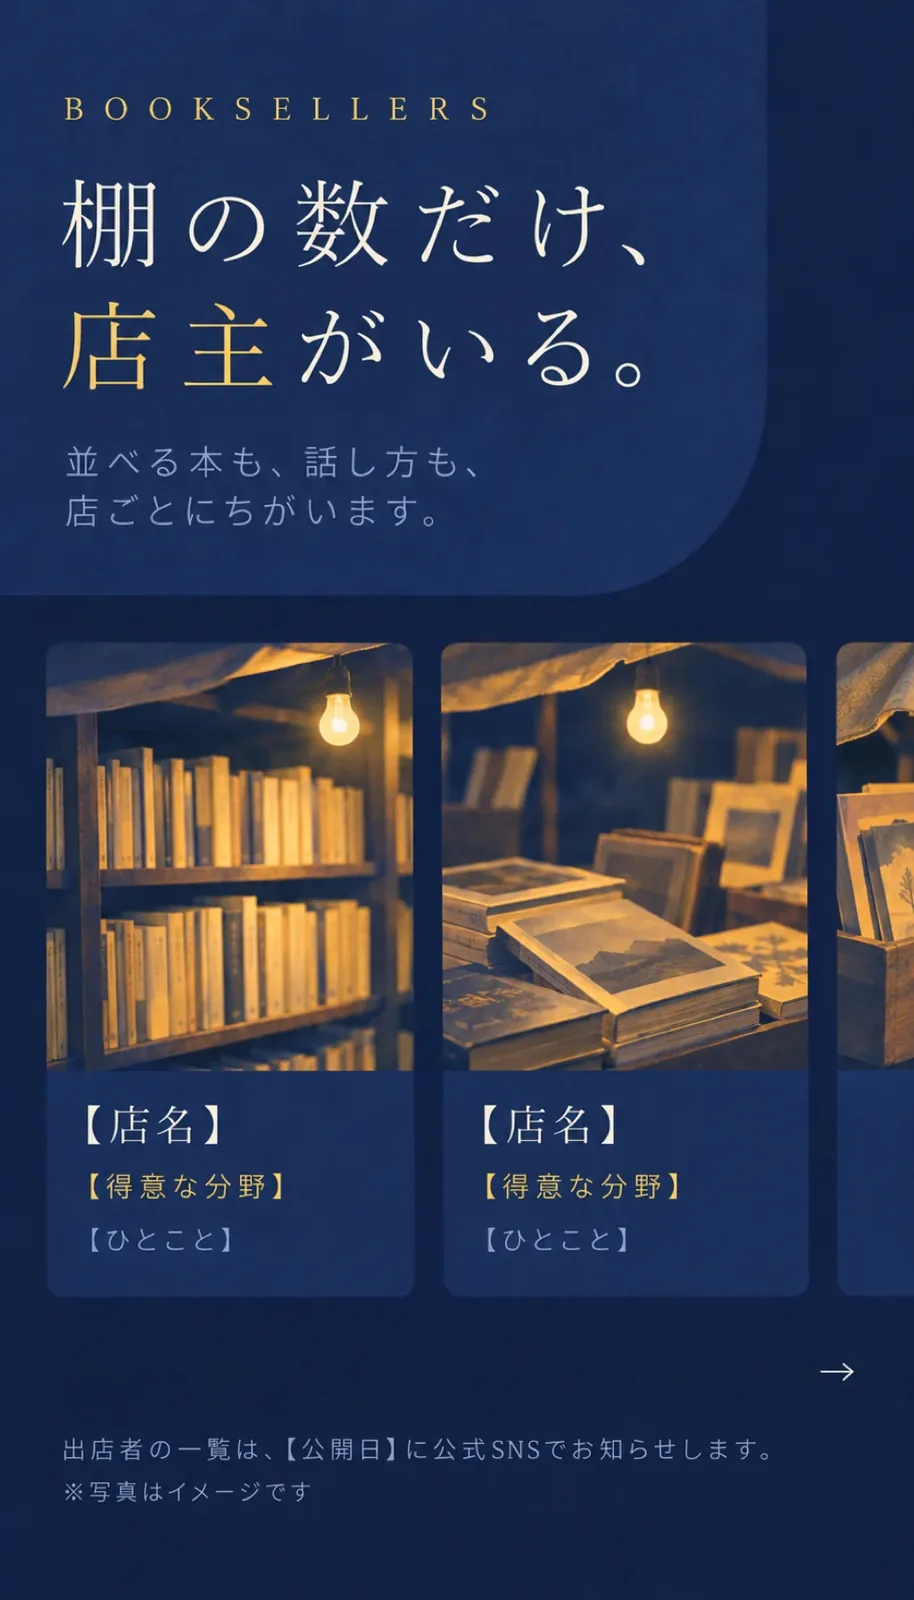 BOOKSELLERS
棚の数だけ、
店主がいる。
並べる本も、話し方も、
店ごとにちがいます。
【店名】
【得意な分野】
【ひとこと】
【店名】
【得意な分野】
【ひとこと】
→
出店者の一覧は、【公開日】に公式SNSでお知らせします。
※写真はイメージです